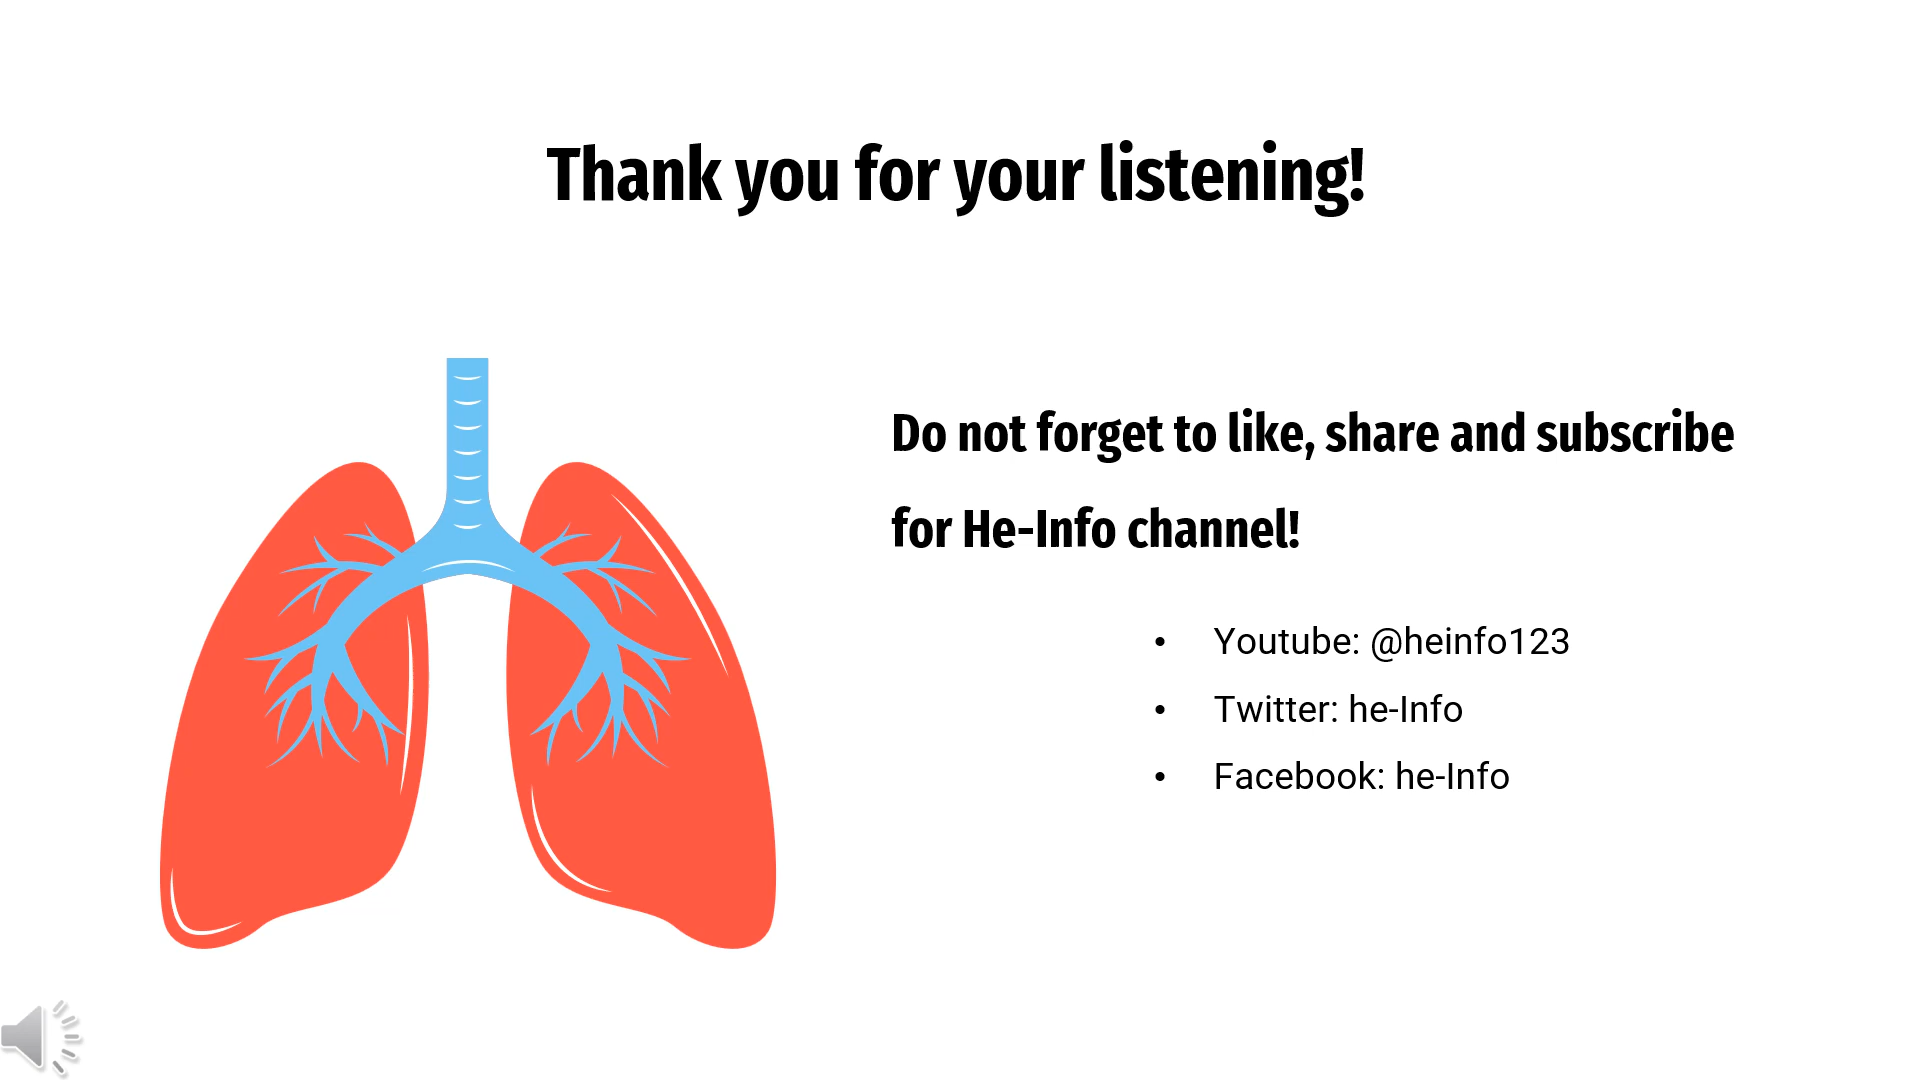 Thank you for your listening!
Do not forget to like, share and subscribe
for He-Info channel!
• Youtube: @heinfo123
• Twitter: he-Info
• Facebook: he-Info